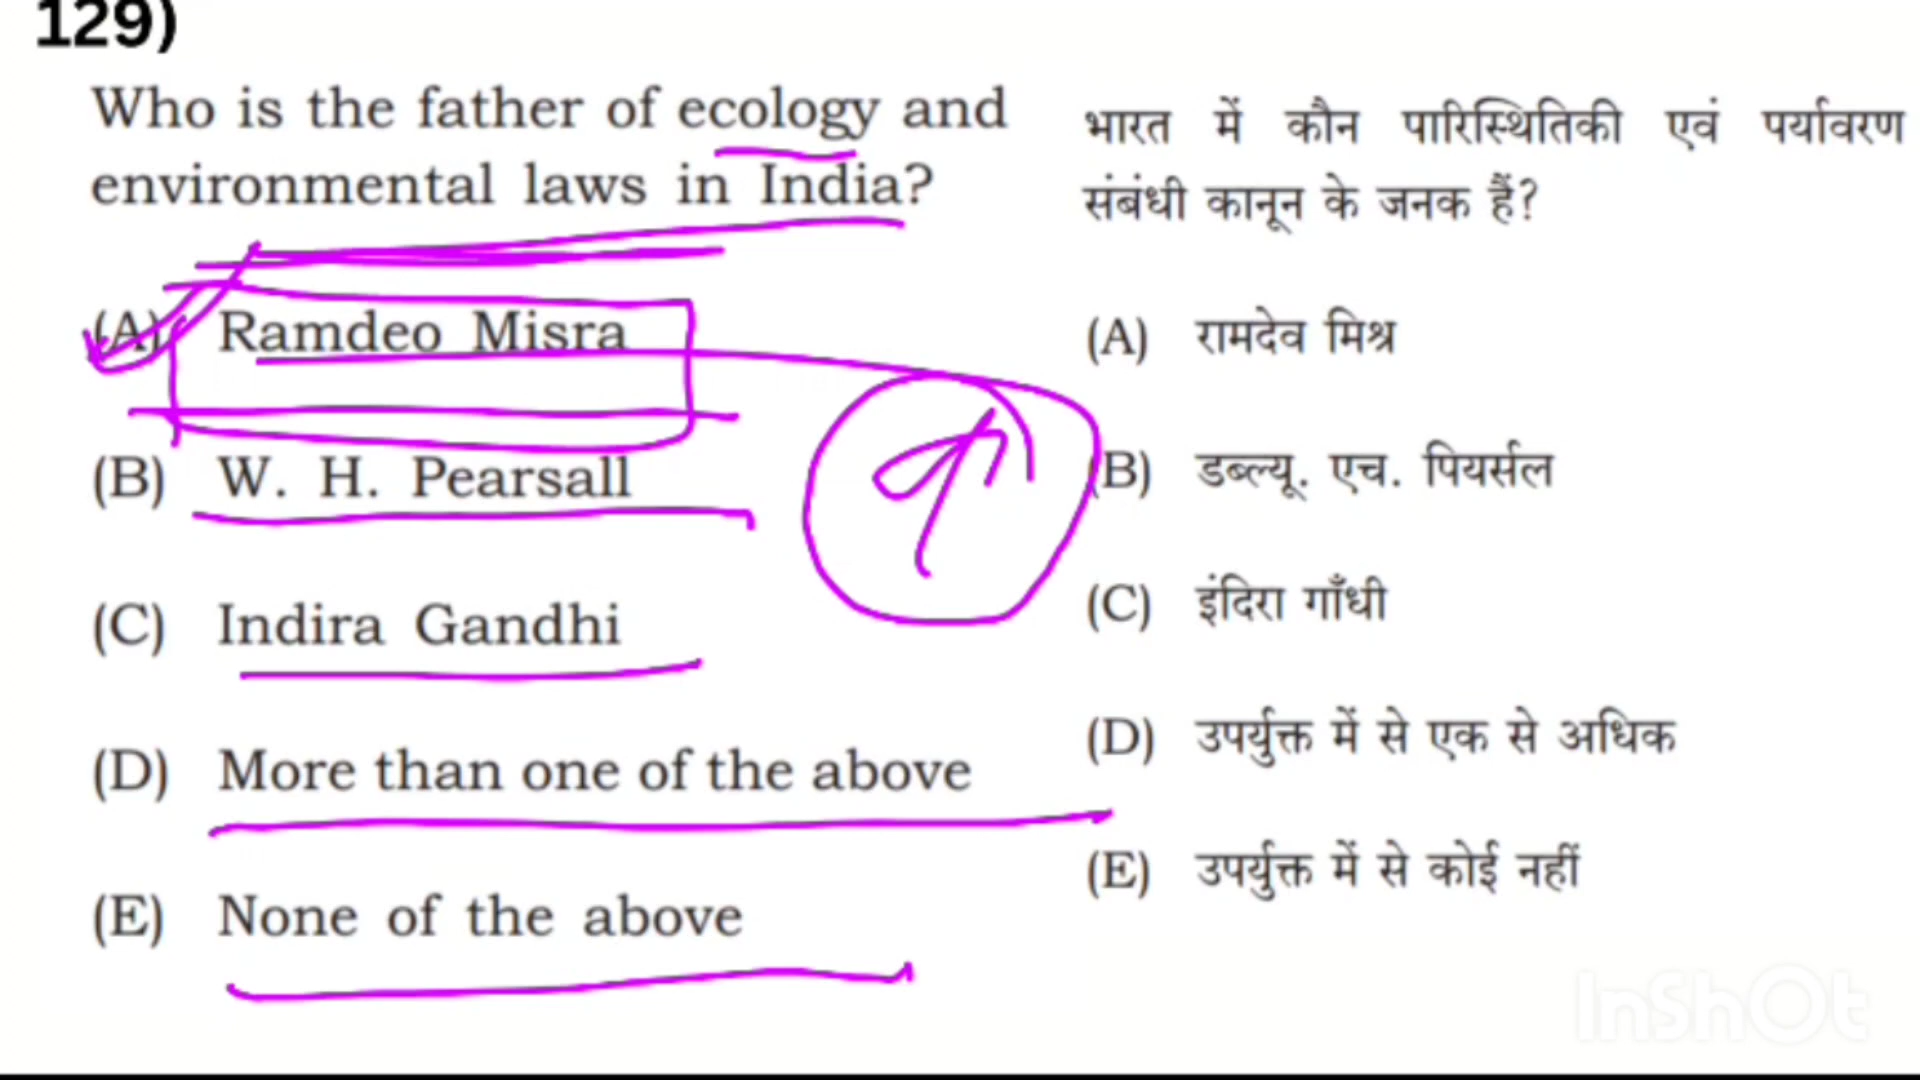 129)
Who is the father of ecology and
environmental laws in India?
(A) Ramdeo Misra
(B) W. H. Pearsall
(C) Indira Gandhi
(D) More than one of the above
(E) None of the above
भारत में कौन पारिस्थितिकी एवं पर्यावरण
संबंधी कानून के जनक हैं?
(A) रामदेव मिश्र
(B) डब्ल्यू. एच. पियर्सल
(C) इंदिरा गाँधी
(D) उपर्युक्त में से एक से अधिक
(E) उपर्युक्त में से कोई नहीं
InShOt